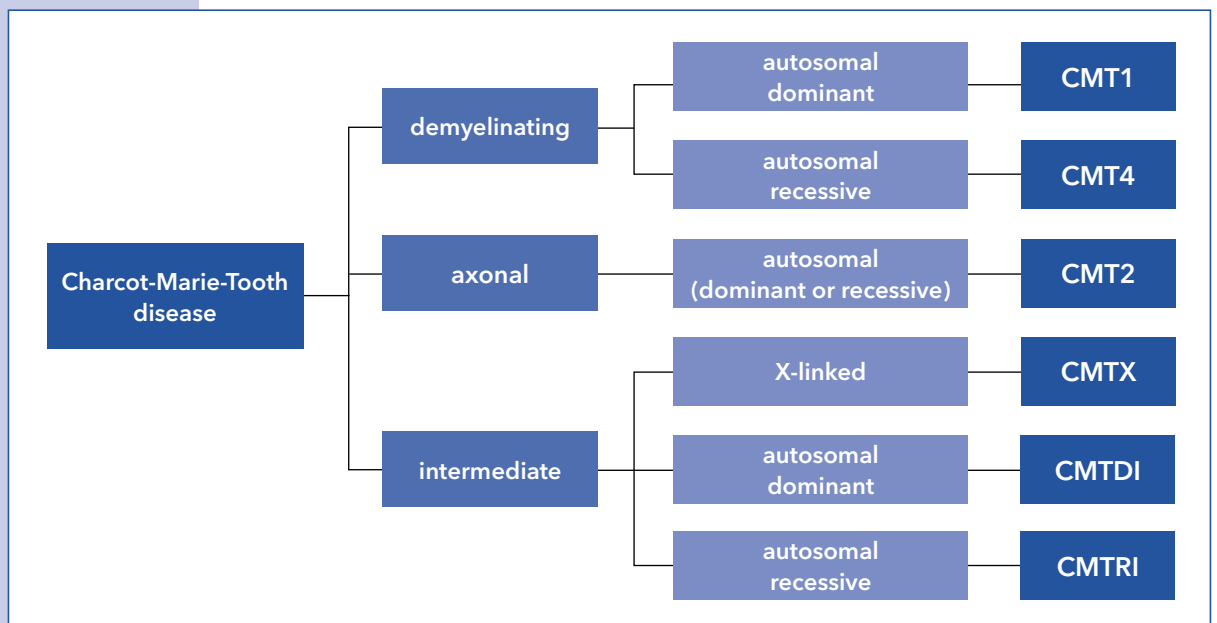 autosomal
dominant
CMT1
demyelinating
autosomal
recessive
CMT4
Charcot-Marie-Tooth
disease
axonal
autosomal
(dominant or recessive)
CMT2
X-linked
CMTX
intermediate
autosomal
dominant
CMTDI
autosomal
recessive
CMTRI